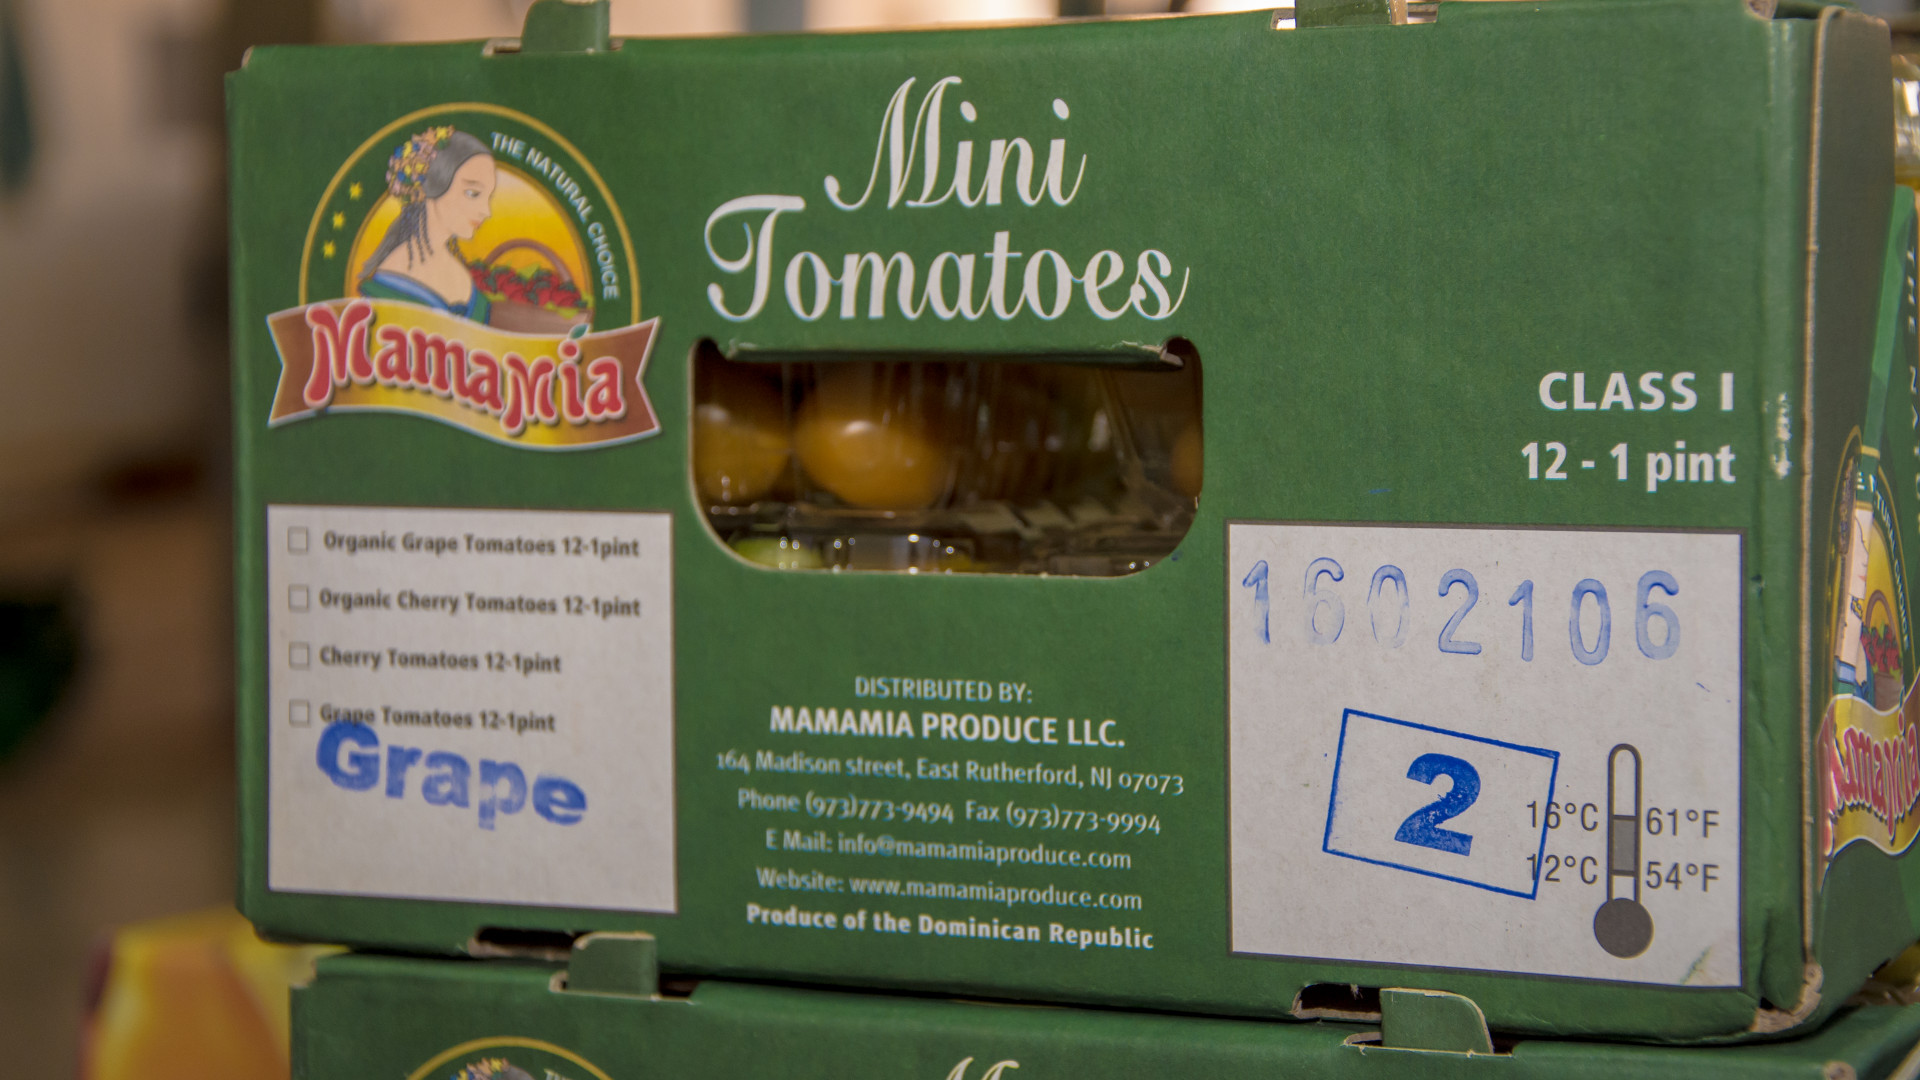 THE NATURAL CHOICE
MamaMía
Mini
Tomatoes
CLASS I
12 - 1 pint
Organic Grape Tomatoes 12-1pint
Organic Cherry Tomatoes 12-1pint
Cherry Tomatoes 12-1pint
Grape Tomatoes 12-1pint
Grape
DISTRIBUTED BY:
MAMAMIA PRODUCE LLC.
164 Madison street, East Rutherford, NJ 07073
Phone (973)773-9494 Fax (973)773-9994
E Mail: info@mamamiaproduce.com
Website: www.mamamiaproduce.com
Produce of the Dominican Republic
1602106
2
16°C 61°F
12°C 54°F